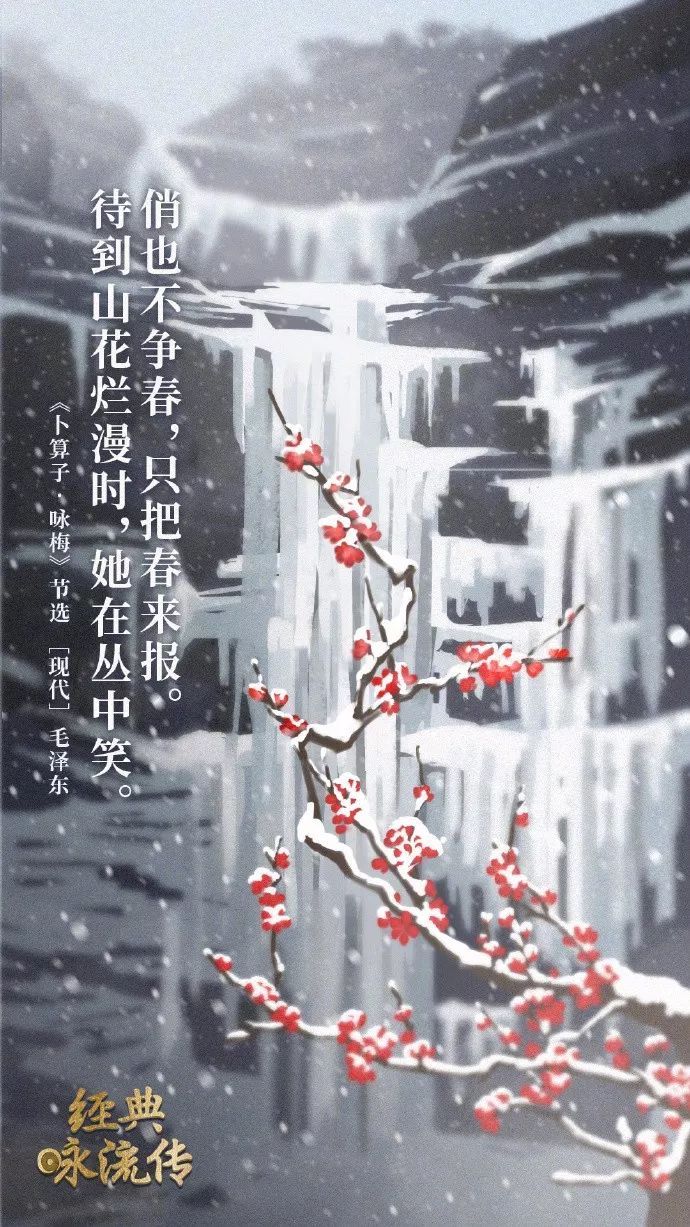 俏也不争春，只把春来报。
待到山花烂漫时，她在丛中笑。
《卜算子·咏梅》节选 ［现代］毛泽东
经典
咏流传